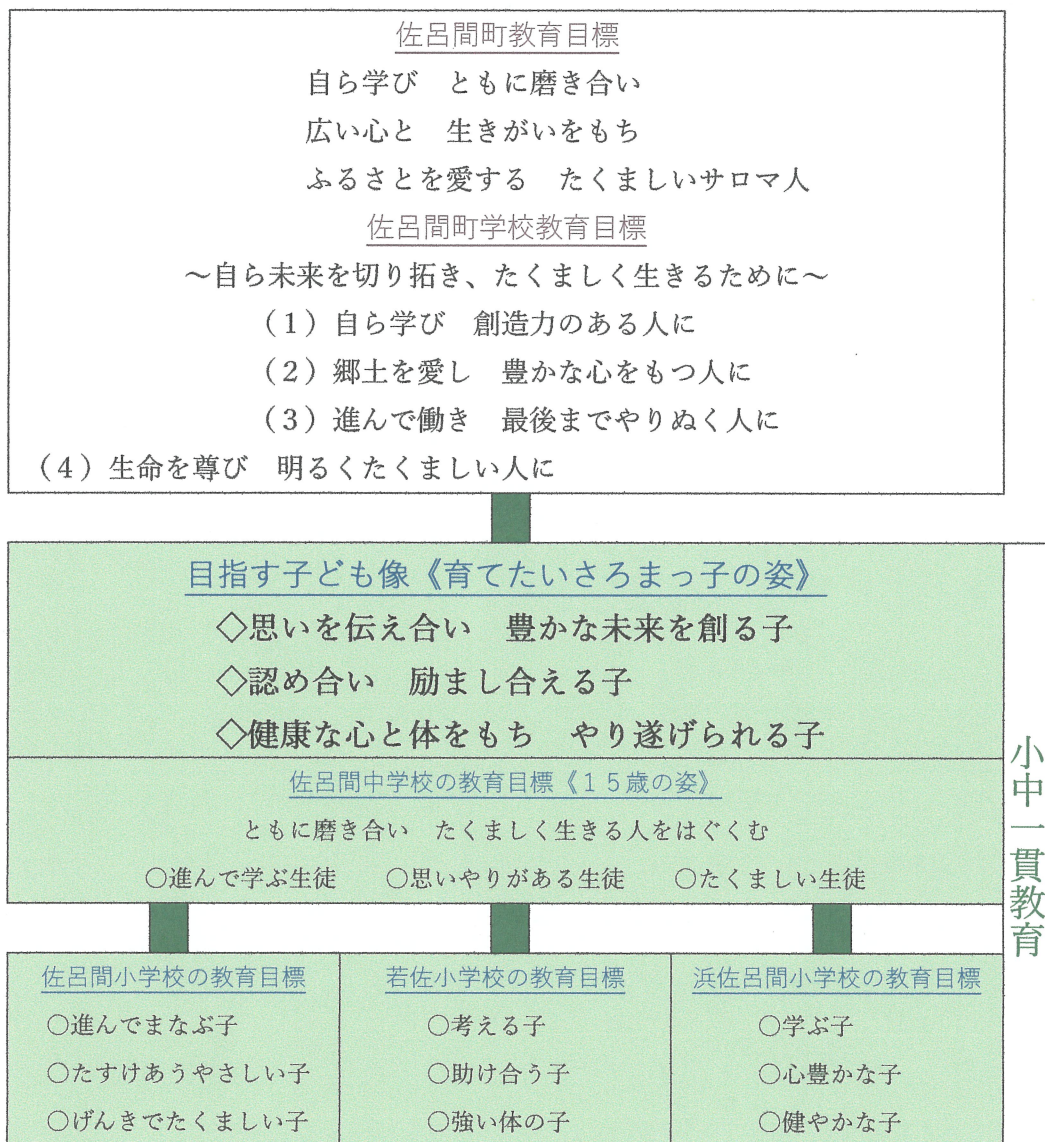 佐呂間町教育目標
自ら学び　ともに磨き合い
広い心と　生きがいをもち
ふるさとを愛する　たくましいサロマ人
佐呂間町学校教育目標
～自ら未来を切り拓き、たくましく生きるために～
（１）自ら学び　創造力のある人に
（２）郷土を愛し　豊かな心をもつ人に
（３）進んで働き　最後までやりぬく人に
（４）生命を尊び　明るくたくましい人に
目指す子ども像《育てたいさろまっ子の姿》
◇思いを伝え合い　豊かな未来を創る子
◇認め合い　励まし合える子
◇健康な心と体をもち　やり遂げられる子
佐呂間中学校の教育目標《１５歳の姿》
ともに磨き合い　たくましく生きる人をはぐくむ
○進んで学ぶ生徒　　○思いやりがある生徒　　○たくましい生徒
小中一貫教育
佐呂間小学校の教育目標
○進んでまなぶ子
○たすけあうやさしい子
○げんきでたくましい子
若佐小学校の教育目標
○考える子
○助け合う子
○強い体の子
浜佐呂間小学校の教育目標
○学ぶ子
○心豊かな子
○健やかな子